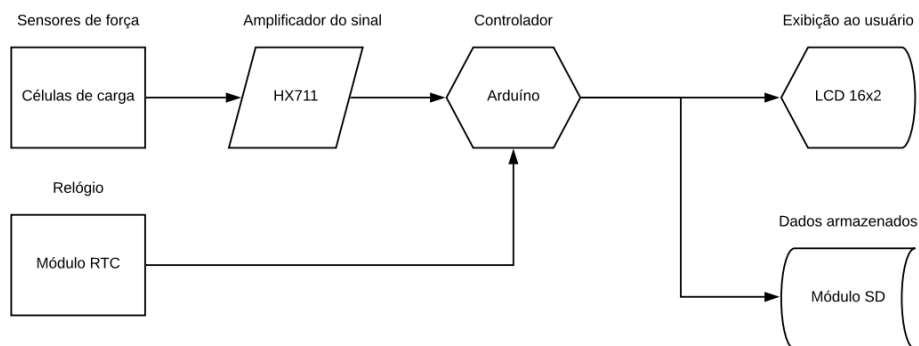 Sensores de força
Amplificador do sinal
Controlador
Exibição ao usuário
Células de carga
HX711
Arduíno
LCD 16x2
Relógio
Dados armazenados
Módulo RTC
Módulo SD